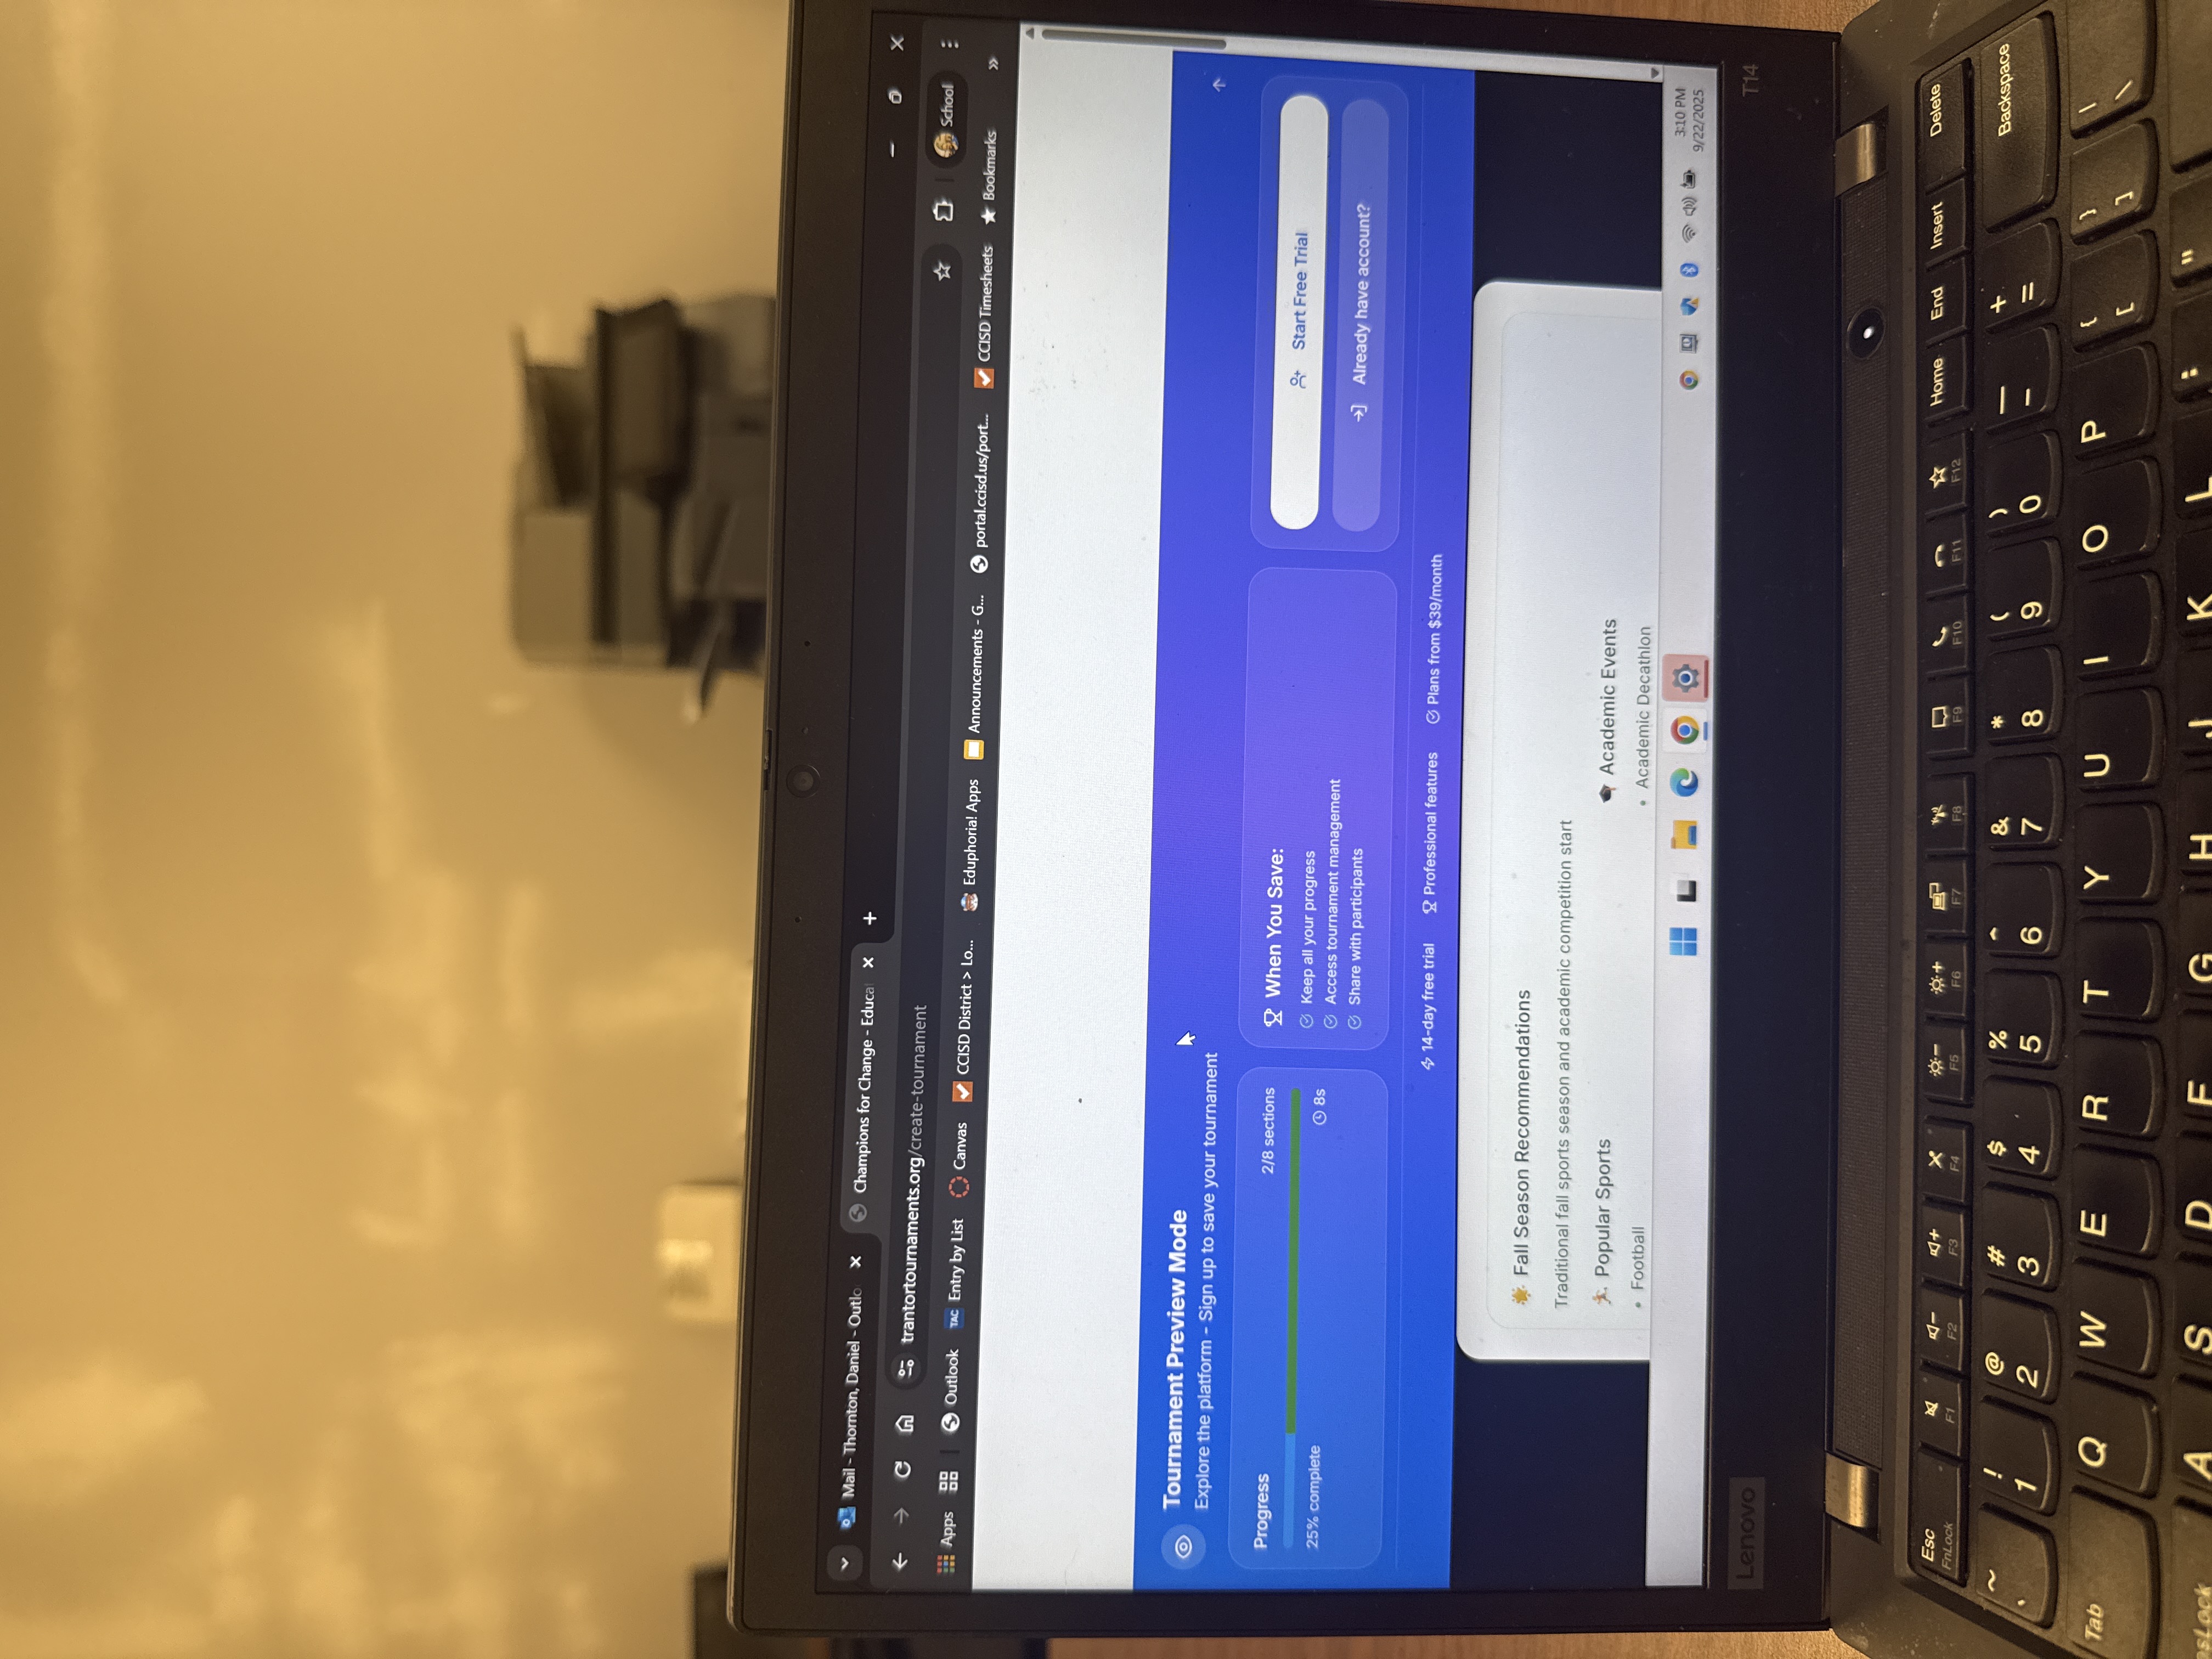 Mail - Thornton, Daniel - Outlo
Champions for Change - Educa
trantortournaments.org/create-tournament
School
Apps
Outlook
TAC
Entry by List
Canvas
CCISD District > Lo...
Eduphoria! Apps
Announcements - G...
portal.ccisd.us/port...
CCISD Timesheets
Bookmarks
Tournament Preview Mode
Explore the platform - Sign up to save your tournament
Progress
2/8 sections
25% complete
8s
When You Save:
Keep all your progress
Access tournament management
Share with participants
Start Free Trial
Already have account?
14-day free trial
Professional features
Plans from $39/month
Fall Season Recommendations
Traditional fall sports season and academic competition start
Popular Sports
• Football
Academic Events
• Academic Decathlon
3:10 PM
9/22/2025
Lenovo
T14
Esc
FnLock
F1
F2
F3
F4
F5
F6
F7
F8
F9
F10
F11
F12
Home
End
Insert
Delete
~ ! @ # $ % ^ & * ( ) — +
` 1 2 3 4 5 6 7 8 9 0 - =
Backspace
Tab
Q W E R T Y U I O P { } |
[ ] \
A S D F G H J K L : "